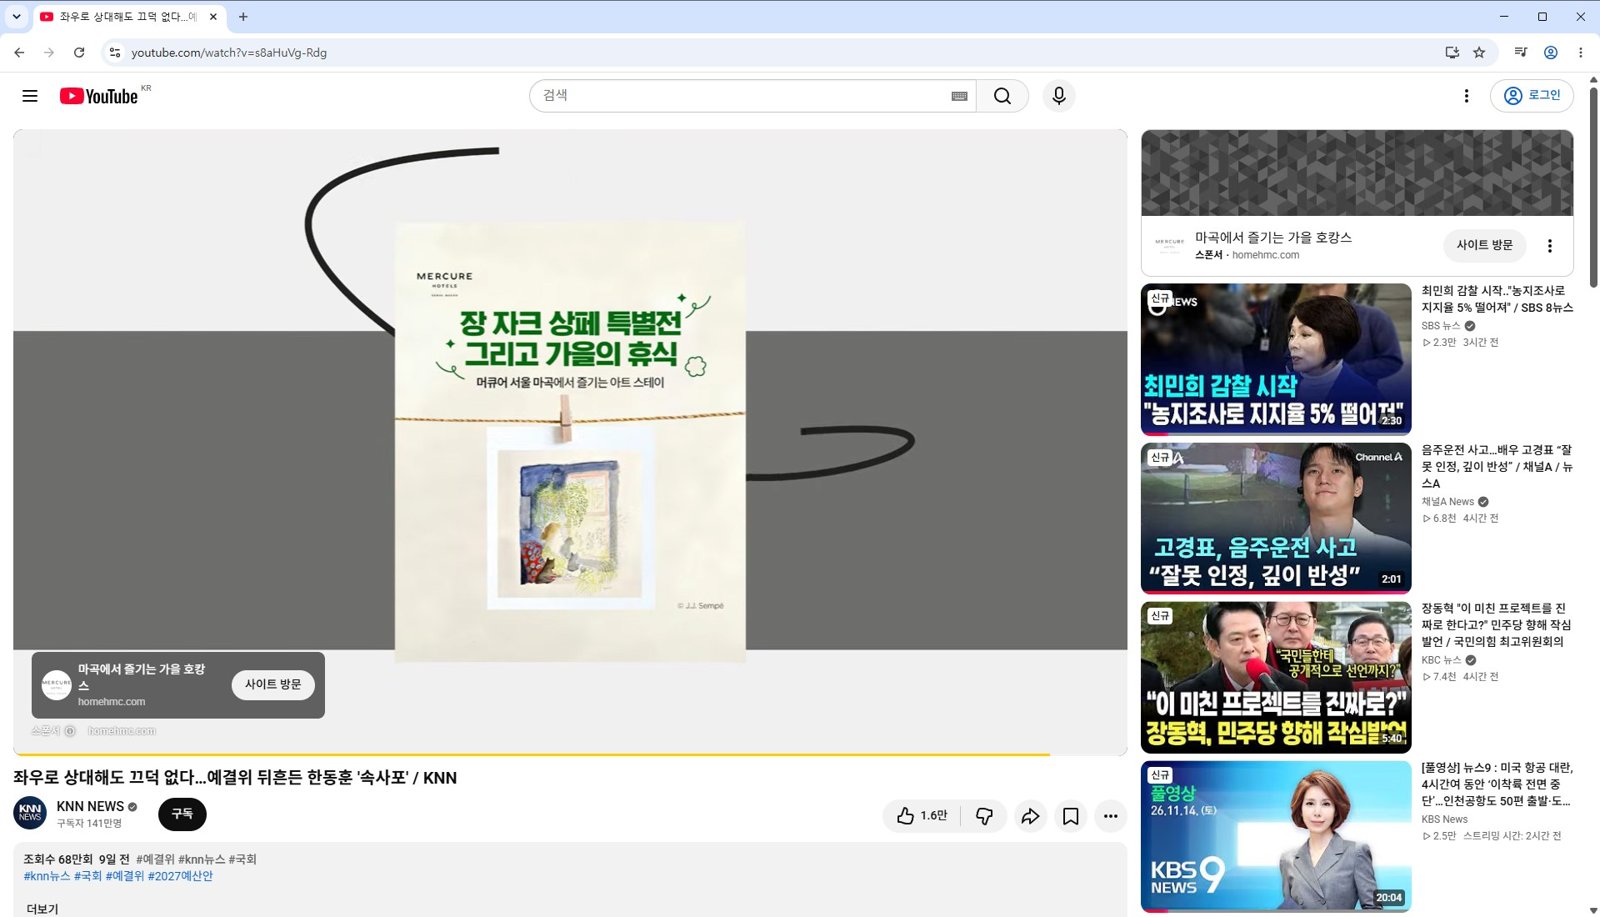 좌우로 상대해도 끄덕 없다...예
youtube.com/watch?v=s8aHuVg-Rdg
YouTube KR
검색
로그인
MERCURE
HOTELS
장 자크 상페 특별전
그리고 가을의 휴식
머큐어 서울 마곡에서 즐기는 아트 스테이
© J.J. Sempé
MERCURE
마곡에서 즐기는 가을 호캉
스
homehmc.com
사이트 방문
스폰서
homehmc.com
좌우로 상대해도 끄덕 없다...예결위 뒤흔든 한동훈 '속사포' / KNN
KNN
NEWS
KNN NEWS
구독자 141만명
구독
1.6만
조회수 68만회 9일 전 #예결위 #knn뉴스 #국회
#knn뉴스 #국회 #예결위 #2027예산안
더보기
MERCURE
마곡에서 즐기는 가을 호캉스
스폰서 · homehmc.com
사이트 방문
신규
NEWS
최민희 감찰 시작
"농지조사로 지지율 5% 떨어져"
2:30
최민희 감찰 시작.."농지조사로
지지율 5% 떨어져" / SBS 8뉴스
SBS 뉴스
2.3만 3시간 전
신규
Channel A
고경표, 음주운전 사고
“잘못 인정, 깊이 반성”
2:01
음주운전 사고...배우 고경표 “잘
못 인정, 깊이 반성” / 채널A / 뉴
스A
채널A News
6.8천 4시간 전
신규
“국민들한테
공개적으로 선언까지?”
“이 미친 프로젝트를 진짜로?”
장동혁, 민주당 향해 작심발언
5:40
장동혁 "이 미친 프로젝트를 진
짜로 한다고?" 민주당 향해 작심
발언 / 국민의힘 최고위원회의
KBC 뉴스
7.4천 4시간 전
신규
풀영상
26.11.14.(토)
KBS
NEWS 9
20:04
[풀영상] 뉴스9 : 미국 항공 대란,
4시간여 동안 ‘이착륙 전면 중
단’...인천공항도 50편 출발·도...
KBS News
2.5만 스트리밍 시간: 2시간 전